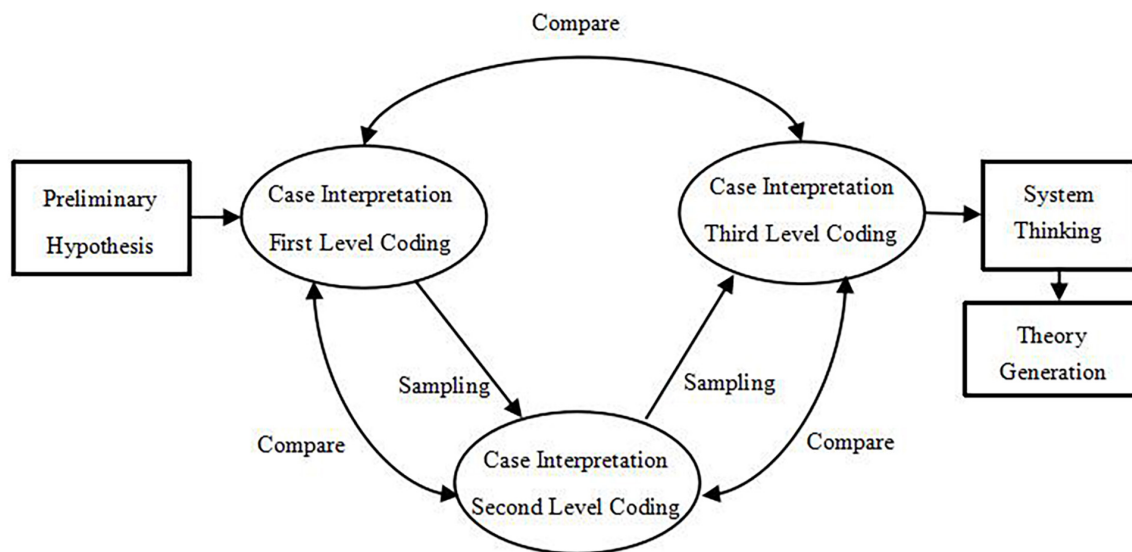 Compare
Preliminary
Hypothesis
Case Interpretation
First Level Coding
Case Interpretation
Third Level Coding
System
Thinking
Theory
Generation
Sampling
Sampling
Compare
Compare
Case Interpretation
Second Level Coding